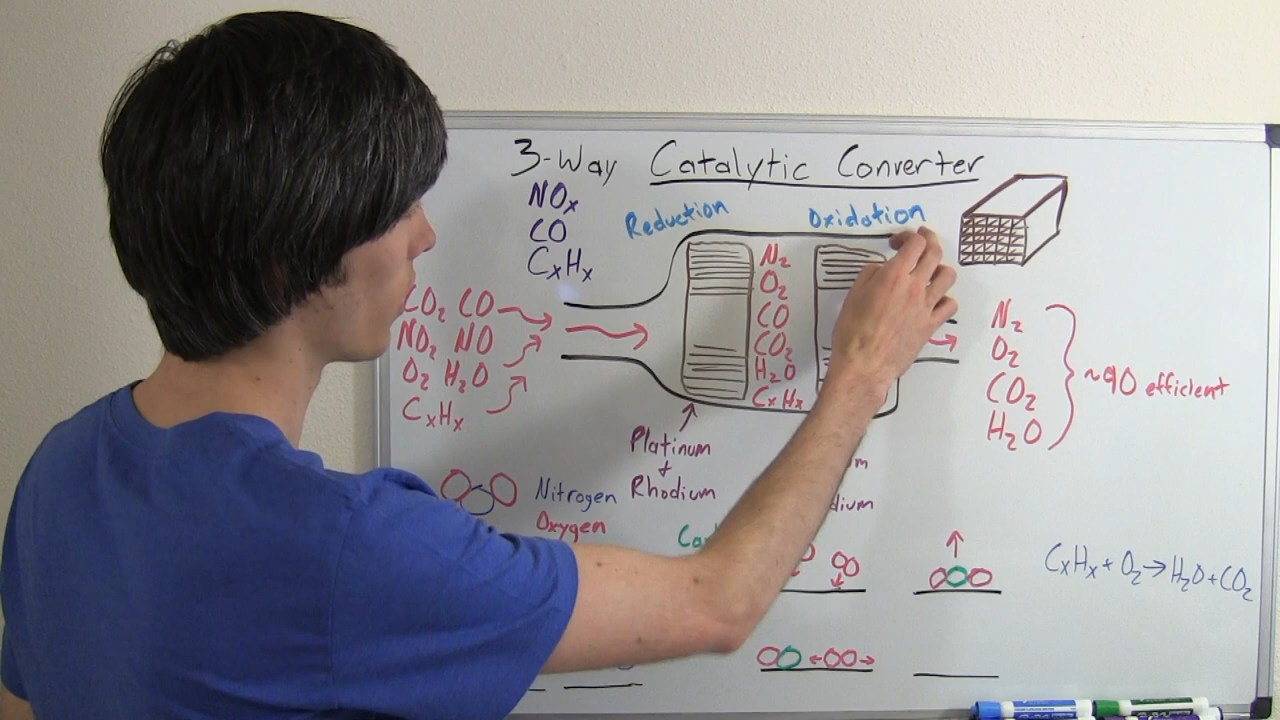 3-Way Catalytic Converter
NOx
CO
CxHx
Reduction
Oxidation
CO2 CO
NO2 NO
O2 H2O
CxHx
N2
O2
CO
CO2
H2O
CxHx
N2
O2
CO2
H2O
~90 efficient
Platinum
+
Rhodium
Nitrogen
Oxygen
CxHx + O2 → H2O + CO2